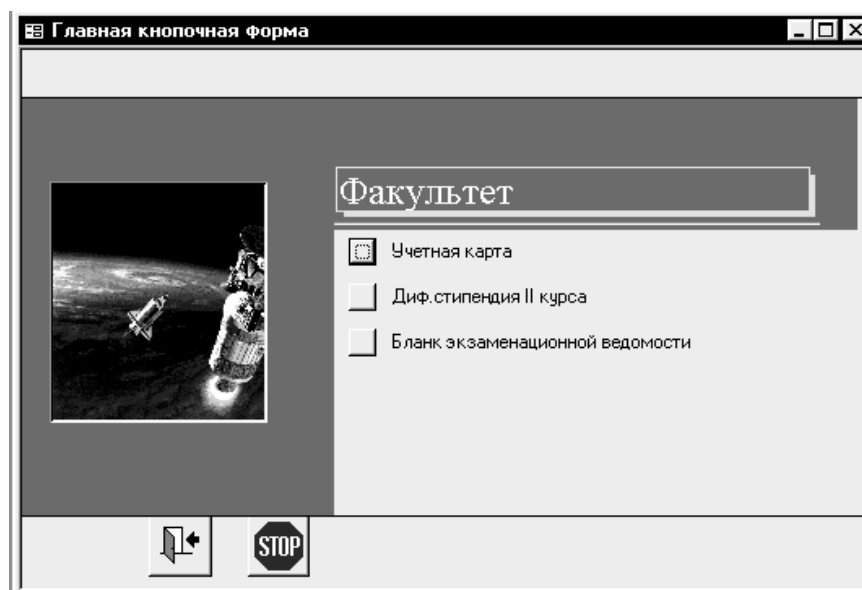 Главная кнопочная форма
Факультет
Учетная карта
Диф.стипендия II курса
Бланк экзаменационной ведомости
STOP